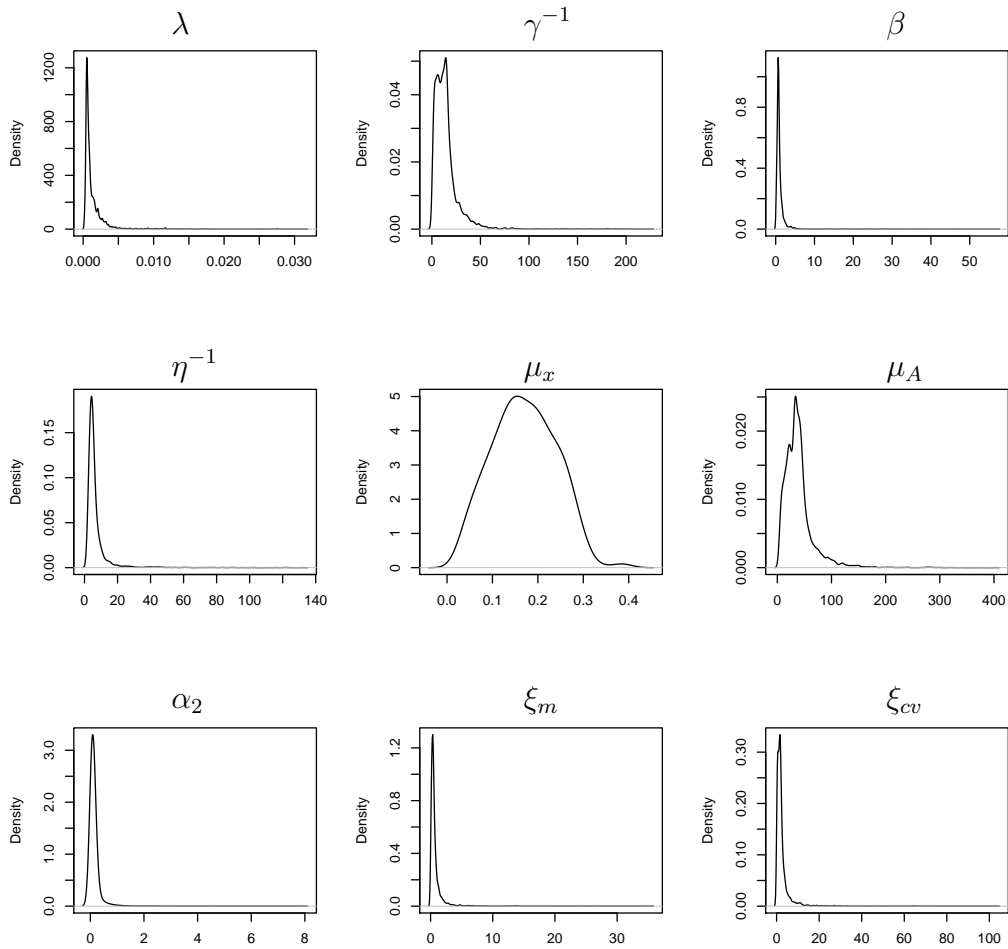 λ γ⁻¹ β
Density 0 400 800 1200
0.000 0.010 0.020 0.030
Density 0.00 0.02 0.04
0 50 100 150 200
Density 0.0 0.4 0.8
0 10 20 30 40 50
η⁻¹ μₓ μ_A
Density 0.00 0.05 0.15
0 20 40 60 80 100 120 140
Density 0 1 2 3 4 5
0.0 0.1 0.2 0.3 0.4
Density 0.000 0.010 0.020
0 100 200 300 400
α₂ ξₘ ξ_cv
Density 0.0 1.0 2.0 3.0
0 2 4 6 8
Density 0.0 0.4 0.8 1.2
0 10 20 30
Density 0.00 0.10 0.20 0.30
0 20 40 60 80 100